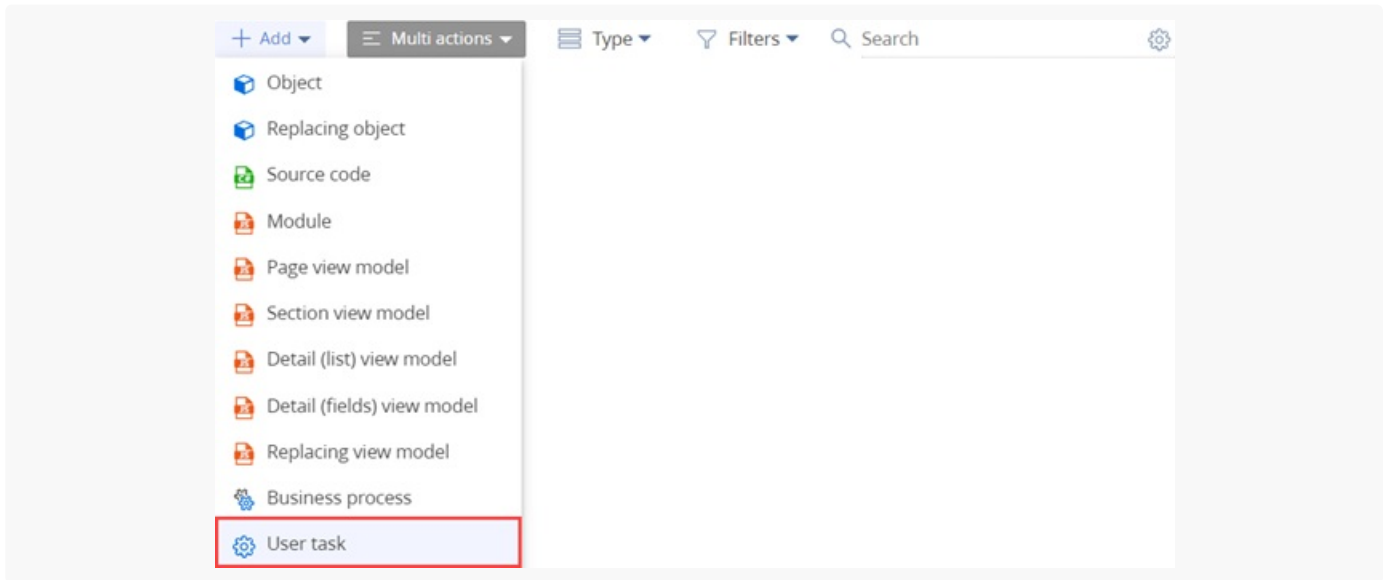 Add Multi actions Type Filters Search
Object
Replacing object
Source code
Module
Page view model
Section view model
Detail (list) view model
Detail (fields) view model
Replacing view model
Business process
User task